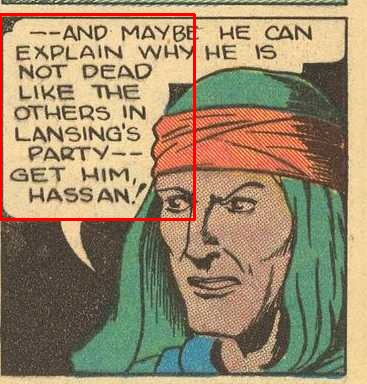 --AND MAYBE HE CAN
EXPLAIN WHY HE IS
NOT DEAD
LIKE THE
OTHERS IN
LANSING'S
PARTY--
GET HIM,
HASSAN!